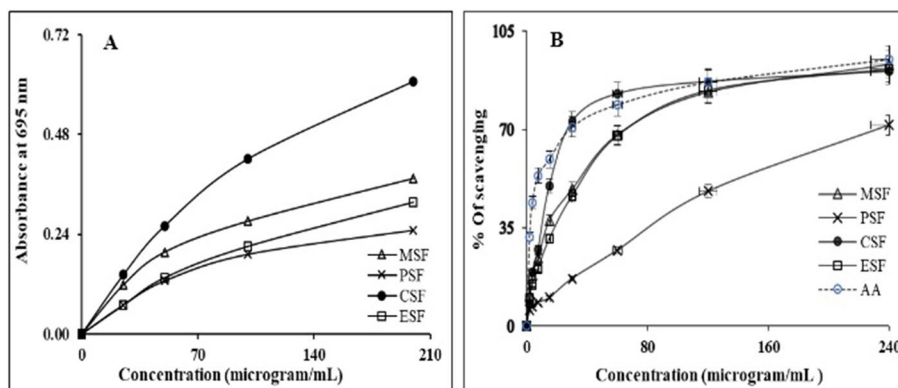 A
Absorbance at 695 nm
0.72
0.48
0.24
0.00
0
70
140
210
Concentration (microgram/mL)
MSF
PSF
CSF
ESF
B
% Of scavenging
105
70
35
0
0
80
160
240
Concentration (microgram/mL )
MSF
PSF
CSF
ESF
AA